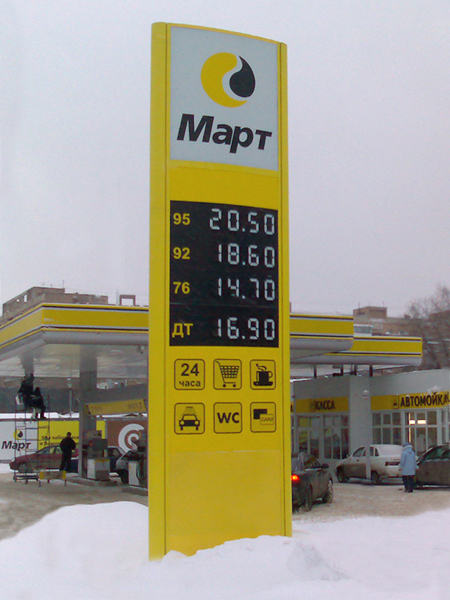 Март
95 20.50
92 18.60
76 14.70
ДТ 16.90
24
часа
WC
КАССА
АВТОМОЙКА
Март